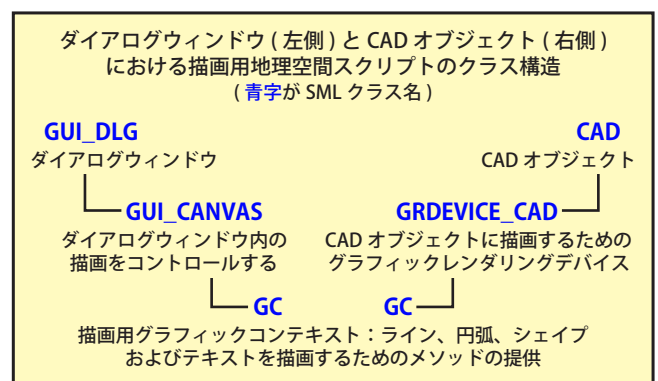 ダイアログウィンドウ ( 左側 ) と CAD オブジェクト ( 右側 )
における描画用地理空間スクリプトのクラス構造
( 青字が SML クラス名 )
GUI_DLG
ダイアログウィンドウ
CAD
CAD オブジェクト
GUI_CANVAS
ダイアログウィンドウ内の
描画をコントロールする
GRDEVICE_CAD
CAD オブジェクトに描画するための
グラフィックレンダリングデバイス
GC
GC
描画用グラフィックコンテキスト：ライン、円弧、シェイプ
およびテキストを描画するためのメソッドの提供